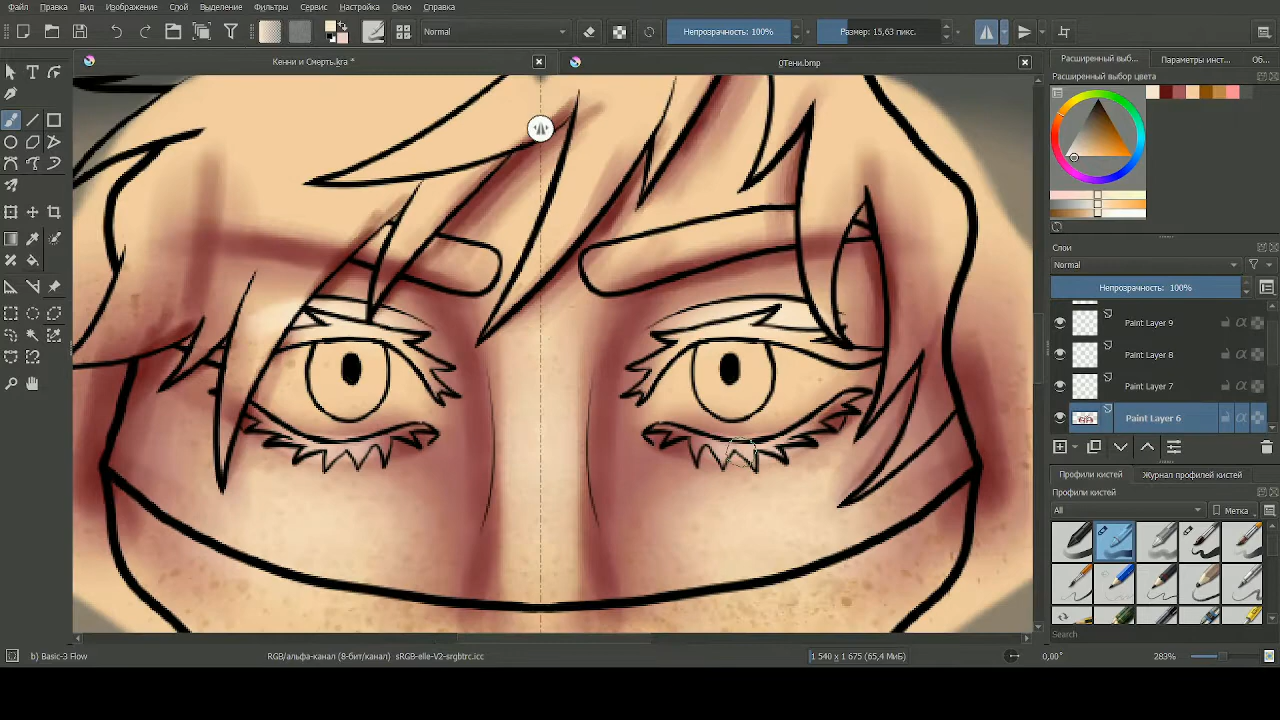 Файл Правка Вид Изображение Слой Выделение Фильтры Сервис Настройка Окно Справка
Normal Непрозрачность: 100% Размер: 15,63 пикс.
Кенни и Смерть.kra * 0Тени.bmp
Расширенный выб... Параметры инст... Об...
Расширенный выбор цвета
Слои
Normal
Непрозрачность: 100%
Paint Layer 9
Paint Layer 8
Paint Layer 7
Paint Layer 6
Профили кистей Журнал профилей кистей
Профили кистей
All Метка
Search
b) Basic-3 Flow RGB/альфа-канал (8-бит/канал) sRGB-elle-V2-srgbtrc.icc 1 540 x 1 675 (65,4 МиБ) 0,00° 283%